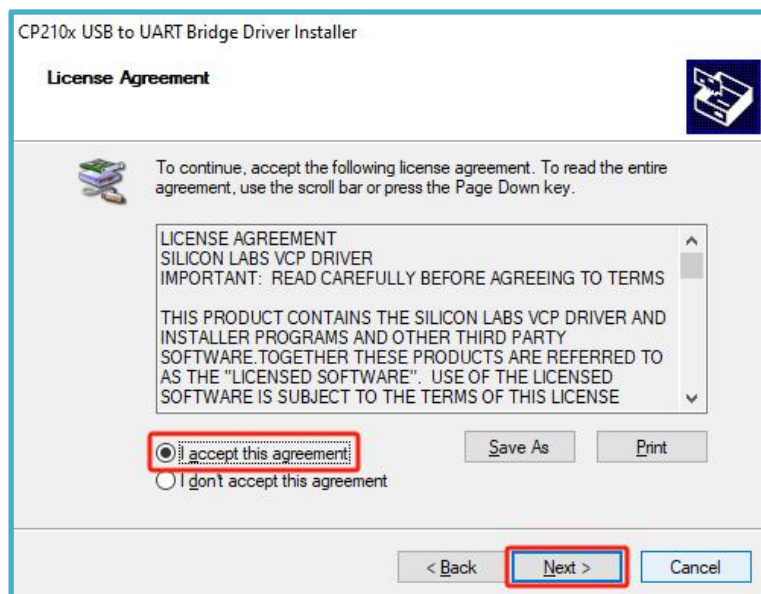 CP210x USB to UART Bridge Driver Installer
License Agreement
To continue, accept the following license agreement. To read the entire
agreement, use the scroll bar or press the Page Down key.
LICENSE AGREEMENT
SILICON LABS VCP DRIVER
IMPORTANT:  READ CAREFULLY BEFORE AGREEING TO TERMS
THIS PRODUCT CONTAINS THE SILICON LABS VCP DRIVER AND
INSTALLER PROGRAMS AND OTHER THIRD PARTY
SOFTWARE.TOGETHER THESE PRODUCTS ARE REFERRED TO
AS THE "LICENSED SOFTWARE".  USE OF THE LICENSED
SOFTWARE IS SUBJECT TO THE TERMS OF THIS LICENSE
I accept this agreement
Save As
Print
I don't accept this agreement
< Back
Next >
Cancel